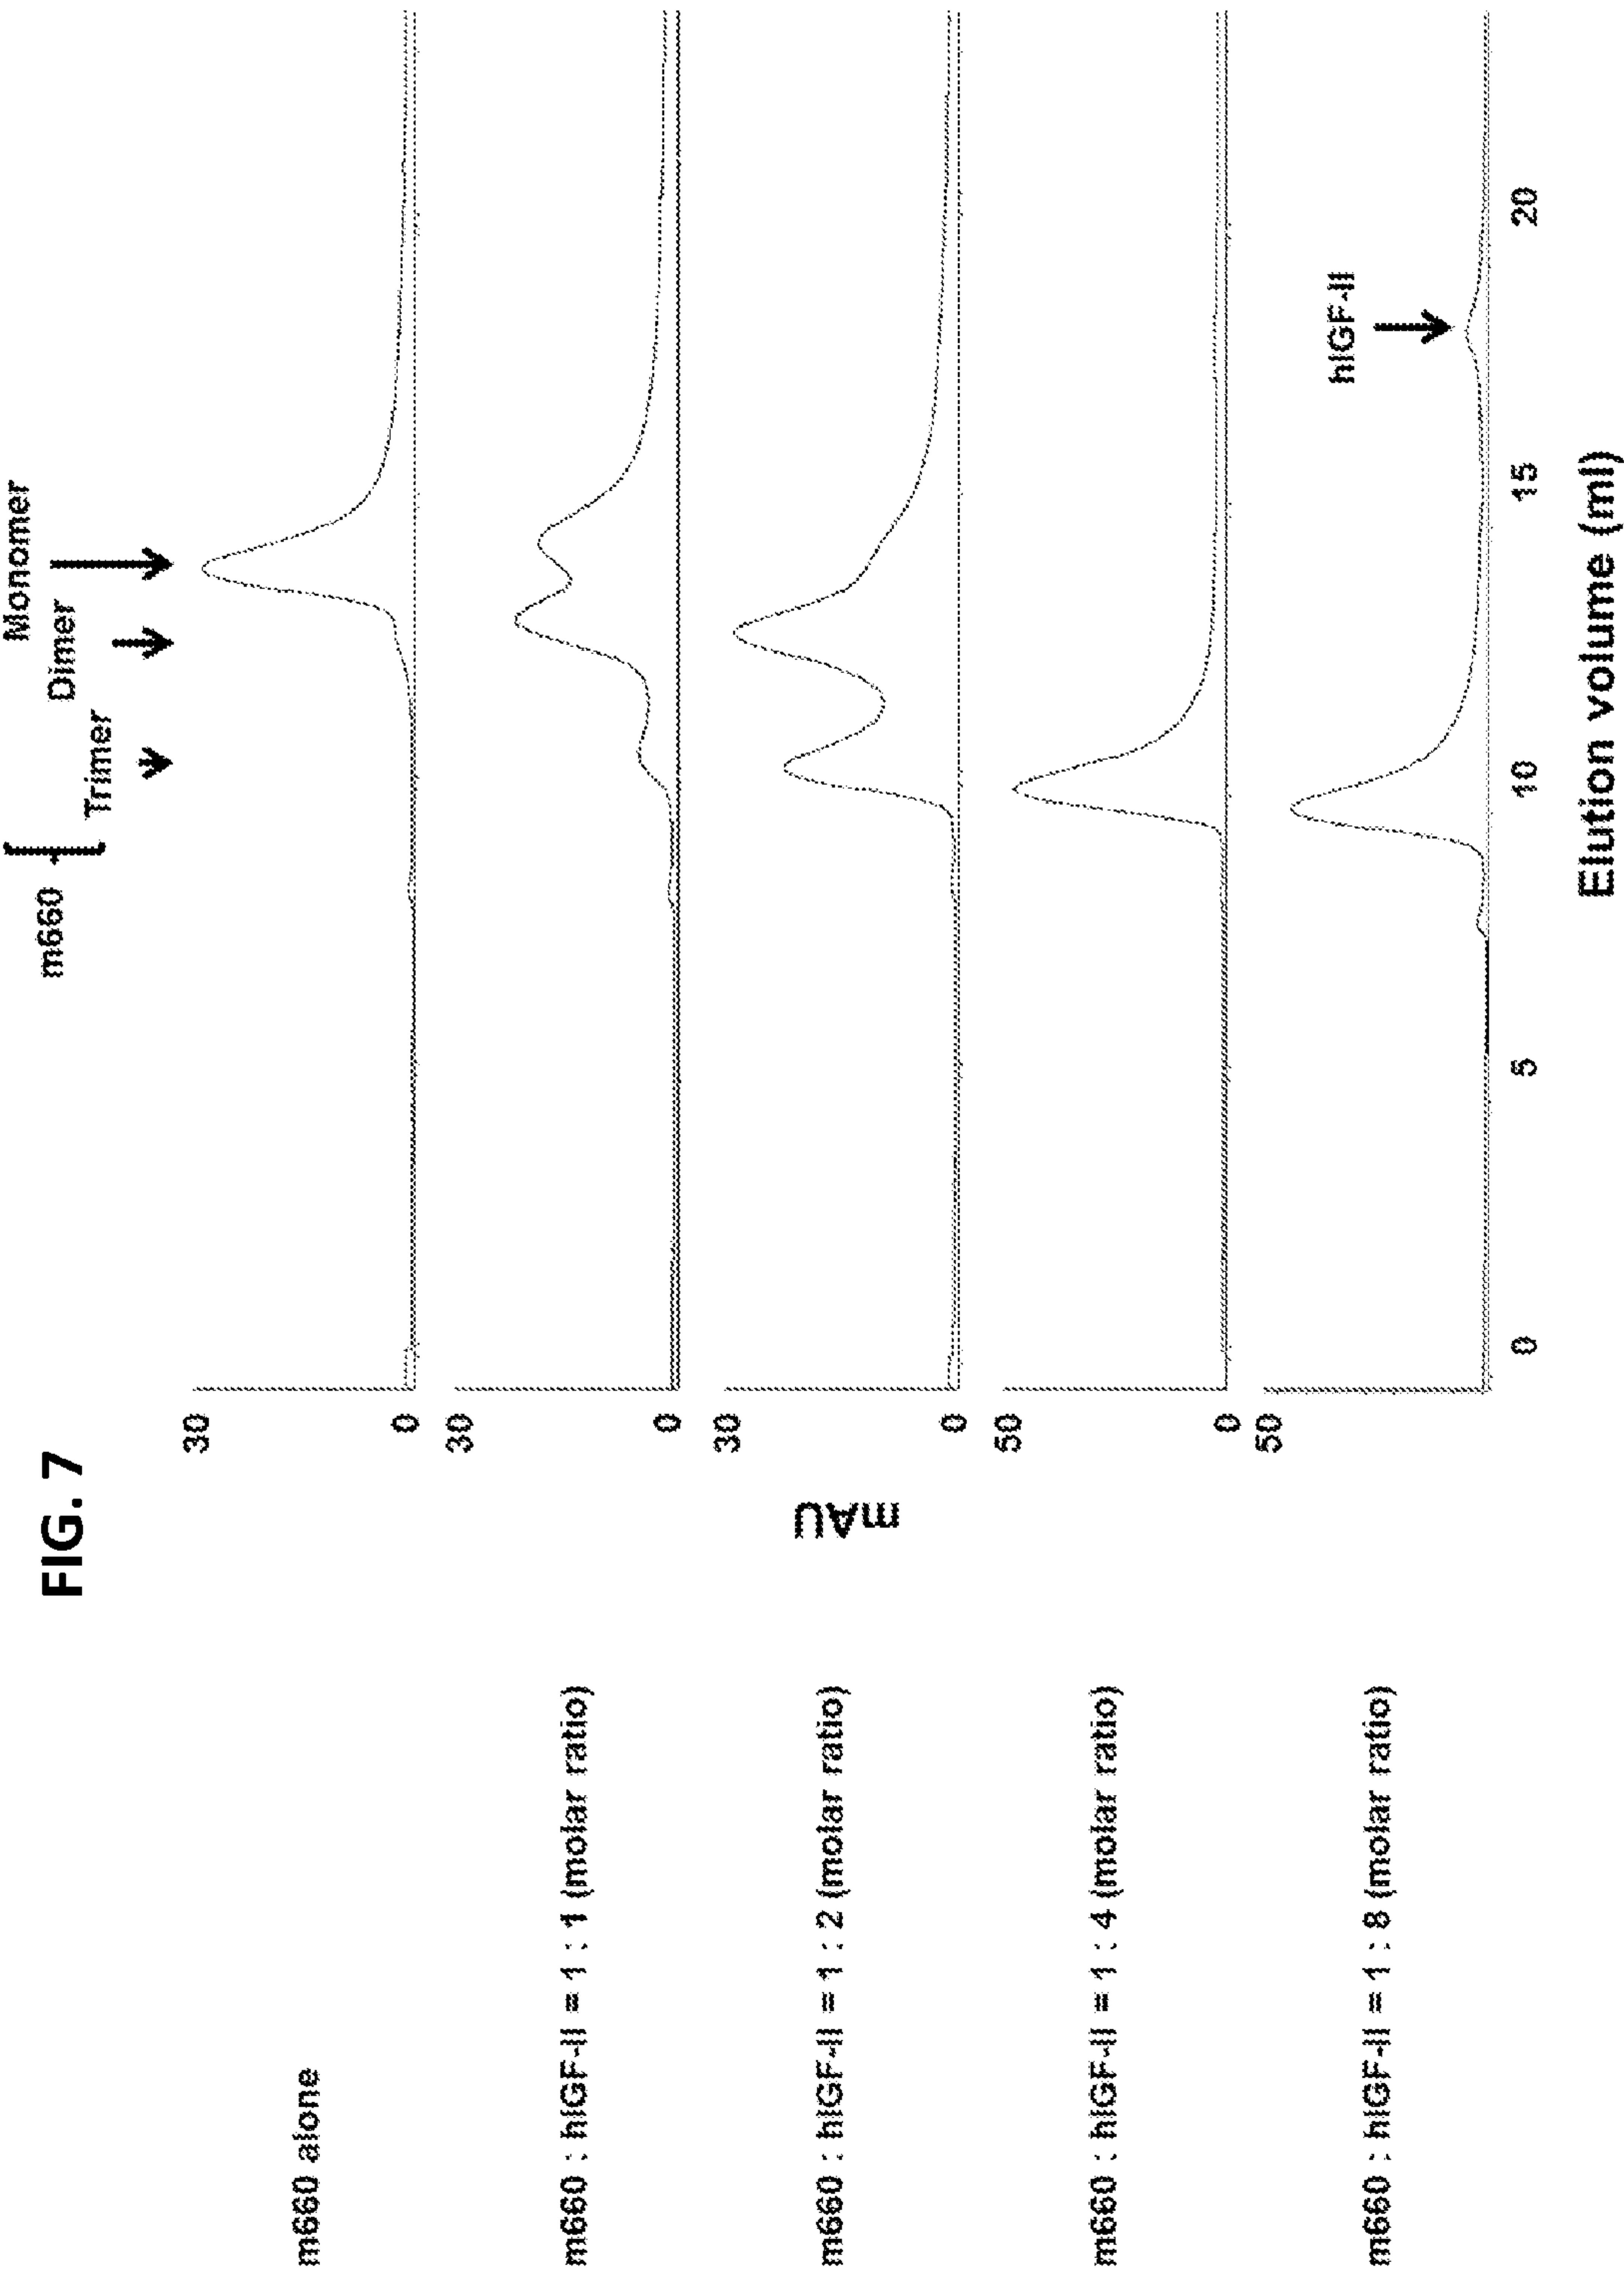 FIG. 7
m660
Monomer
Dimer
Trimer
m660 alone
30
0
m660 : hIGF-II = 1 : 1 (molar ratio)
30
0
m660 : hIGF-II = 1 : 2 (molar ratio)
30
0
mAU
m660 : hIGF-II = 1 : 4 (molar ratio)
50
0
m660 : hIGF-II = 1 : 8 (molar ratio)
50
hIGF-II
0
5
10
15
20
Elution volume (ml)